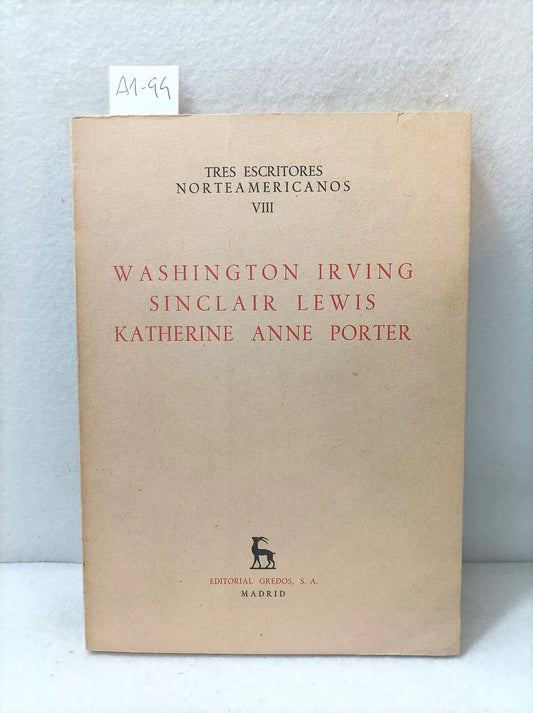 A1-94
TRES ESCRITORES
NORTEAMERICANOS
VIII
WASHINGTON IRVING
SINCLAIR LEWIS
KATHERINE ANNE PORTER
EDITORIAL GREDOS, S. A.
MADRID